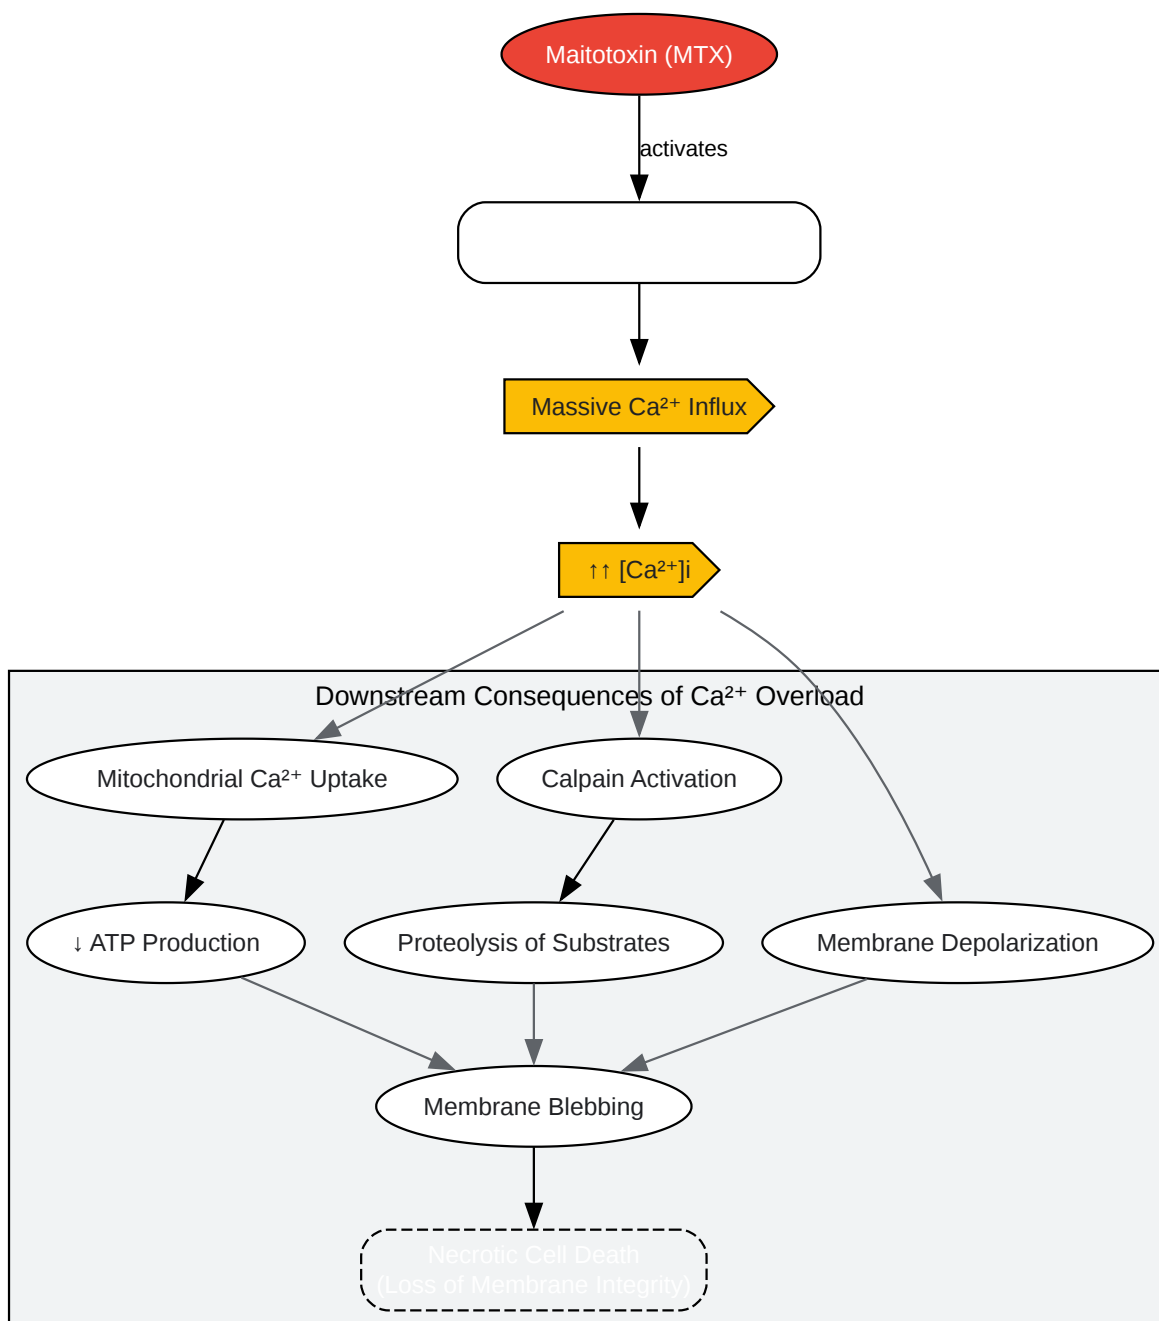 Maitotoxin (MTX)
activates
Massive Ca²⁺ Influx
↑↑ [Ca²⁺]i
Downstream Consequences of Ca²⁺ Overload
Mitochondrial Ca²⁺ Uptake
Calpain Activation
↓ ATP Production
Proteolysis of Substrates
Membrane Depolarization
Membrane Blebbing
Necrotic Cell Death
(Loss of Membrane Integrity)